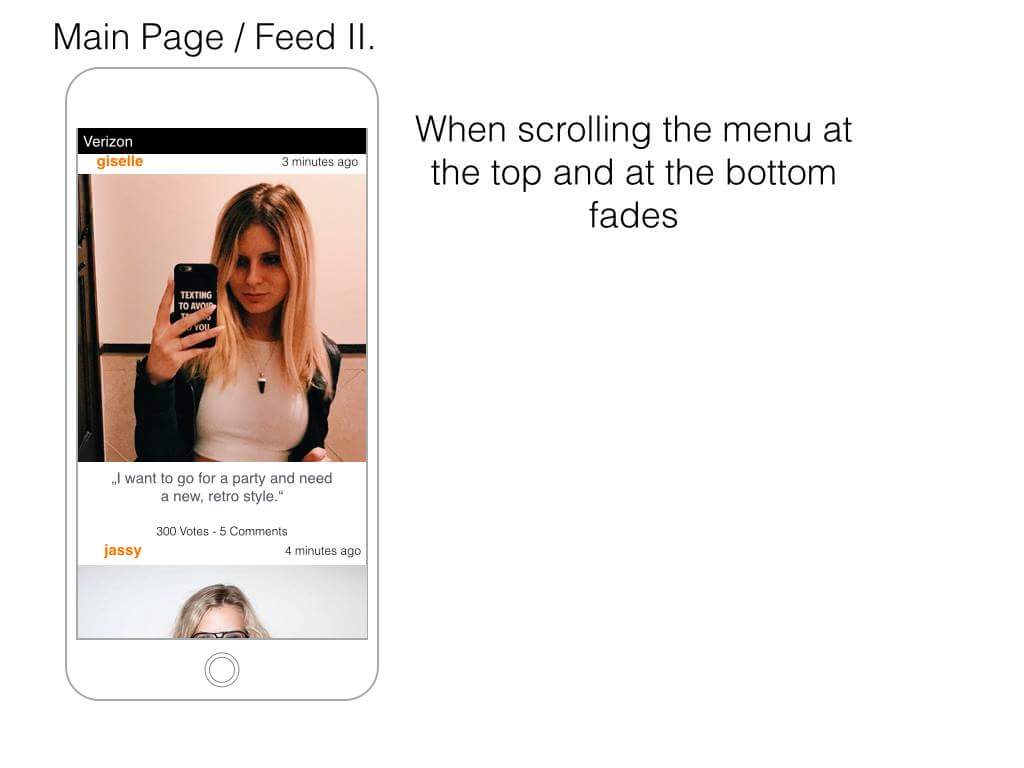 Main Page / Feed II.
When scrolling the menu at
the top and at the bottom
fades
Verizon
giselle 3 minutes ago
TEXTING
TO AVOID
YOU
„I want to go for a party and need
a new, retro style.“
300 Votes - 5 Comments
jassy 4 minutes ago